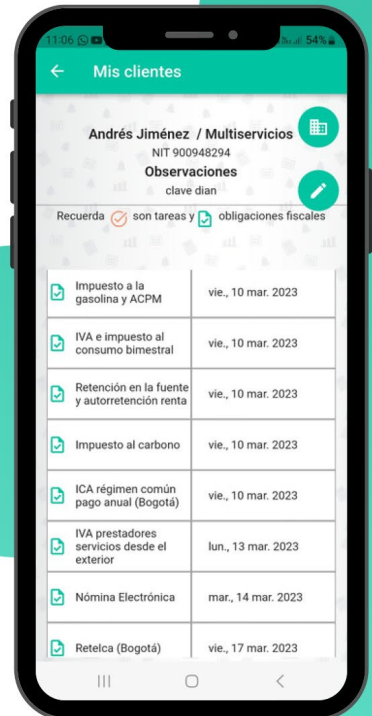 11:06
54%
Mis clientes
Andrés Jiménez / Multiservicios
NIT 900948294
Observaciones
clave dian
Recuerda son tareas y obligaciones fiscales
Impuesto a la
gasolina y ACPM
vie., 10 mar. 2023
IVA e impuesto al
consumo bimestral
vie., 10 mar. 2023
Retención en la fuente
y autorretención renta
vie., 10 mar. 2023
Impuesto al carbono
vie., 10 mar. 2023
ICA régimen común
pago anual (Bogotá)
vie., 10 mar. 2023
IVA prestadores
servicios desde el
exterior
lun., 13 mar. 2023
Nómina Electrónica
mar., 14 mar. 2023
Retelca (Bogotá)
vie., 17 mar. 2023